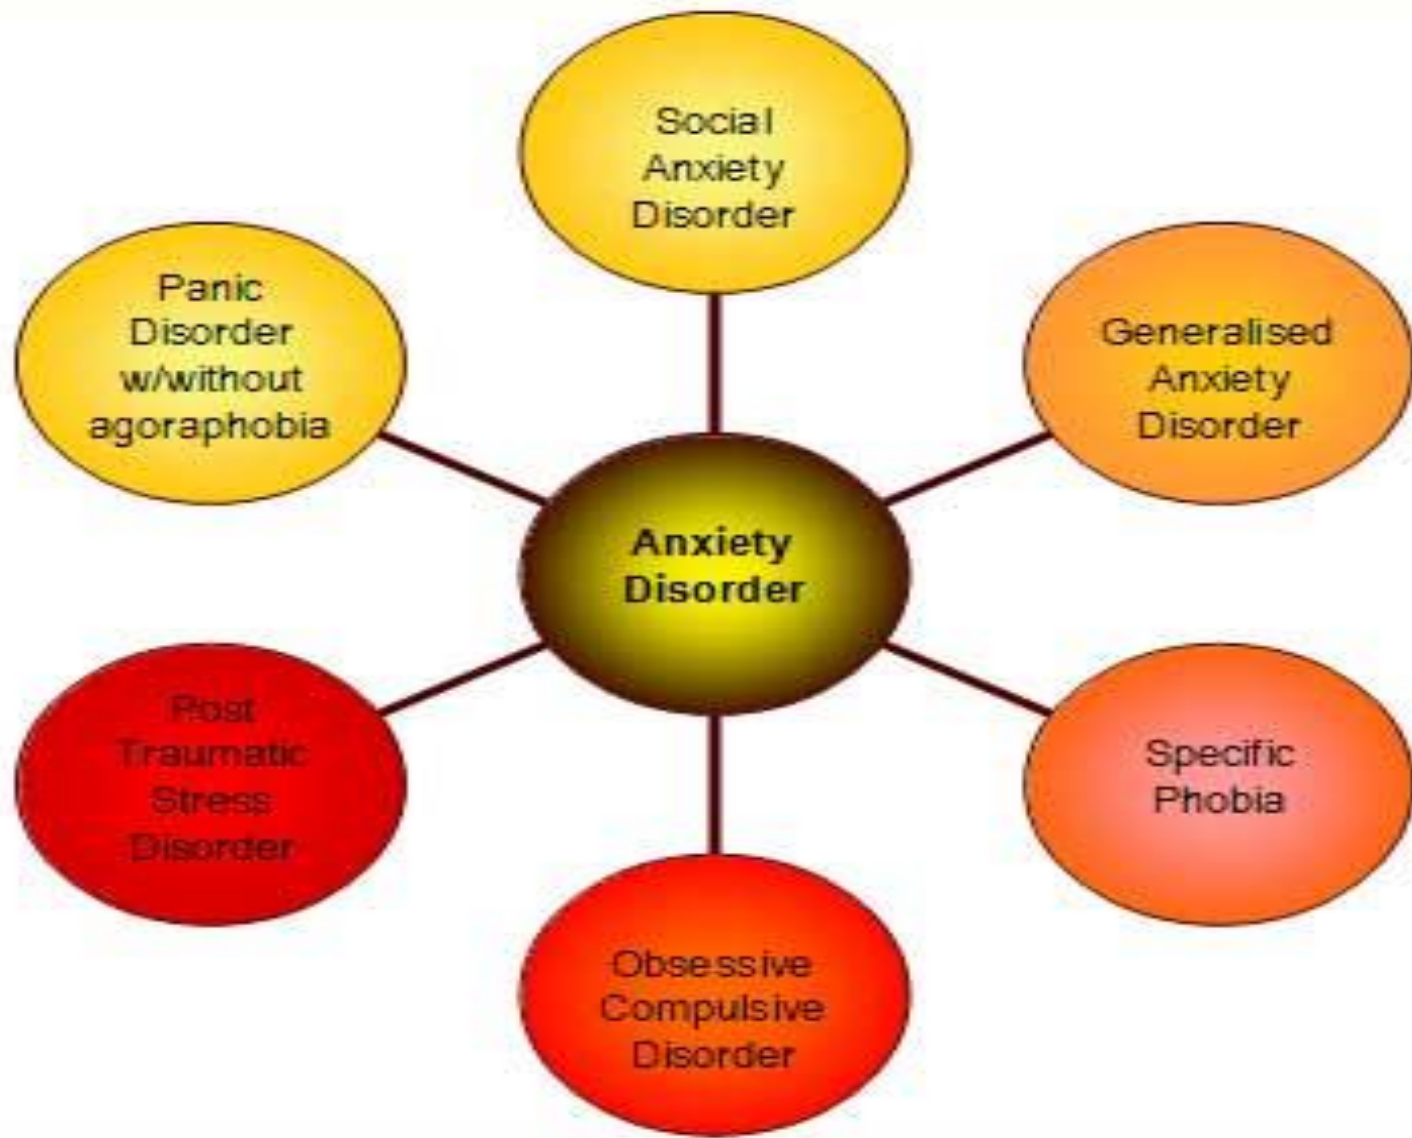 Social
Anxiety
Disorder
Panic
Disorder
w/without
agoraphobia
Generalised
Anxiety
Disorder
Anxiety
Disorder
Post
Traumatic
Stress
Disorder
Specific
Phobia
Obsessive
Compulsive
Disorder